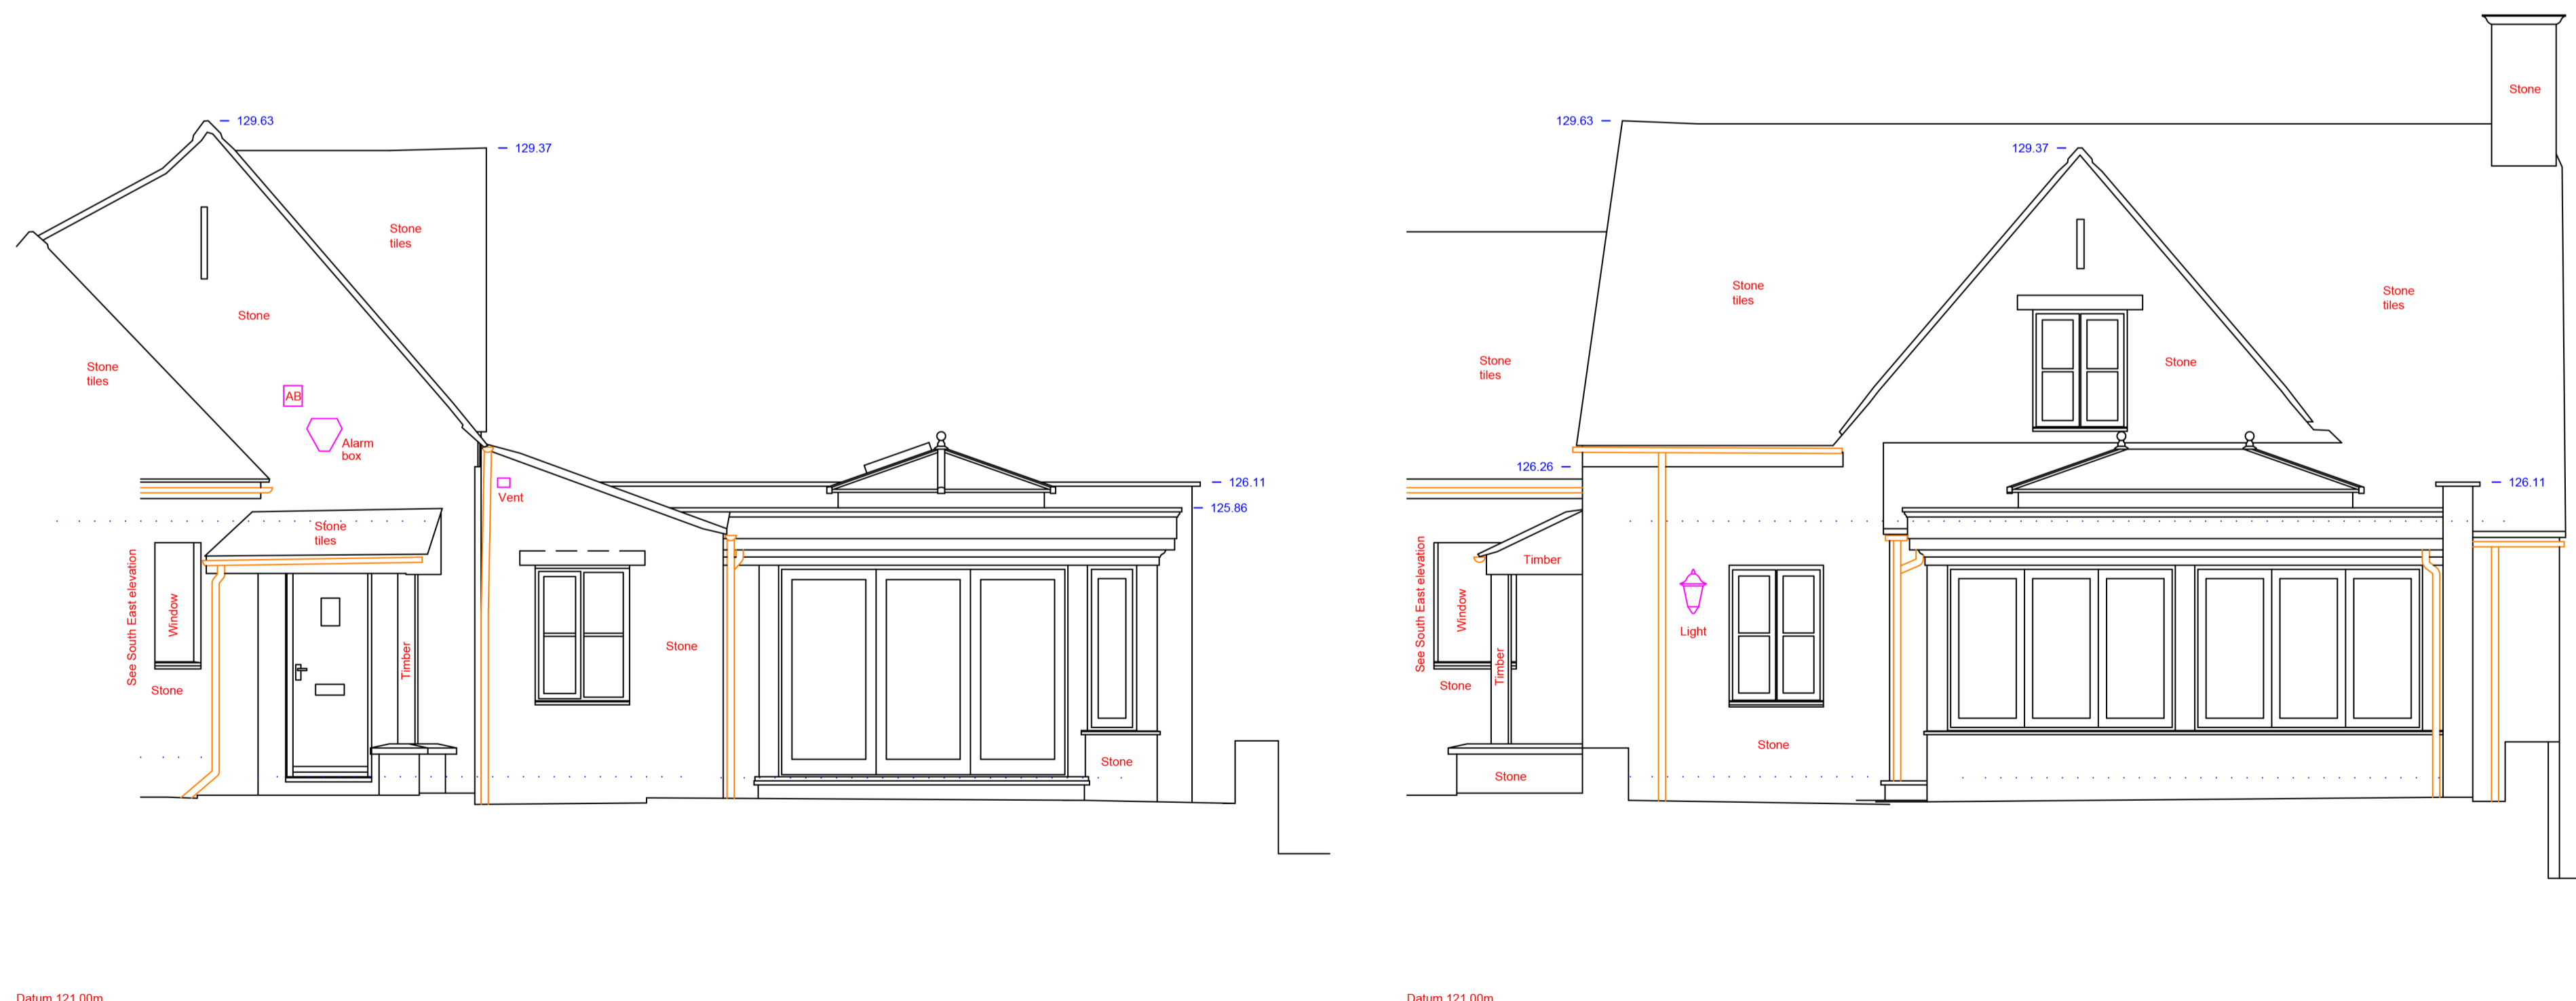 129.63
129.37
Stone
tiles
Stone
Stone
tiles
AB
Alarm
box
Vent
126.11
125.86
Stone
tiles
See South East elevation
Window
Stone
Timber
Stone
Stone
Datum 121.00m
Stone
129.63
129.37
Stone
tiles
Stone
tiles
Stone
tiles
Stone
126.26
126.11
See South East elevation
Window
Timber
Timber
Light
Stone
Stone
Stone
Datum 121.00m